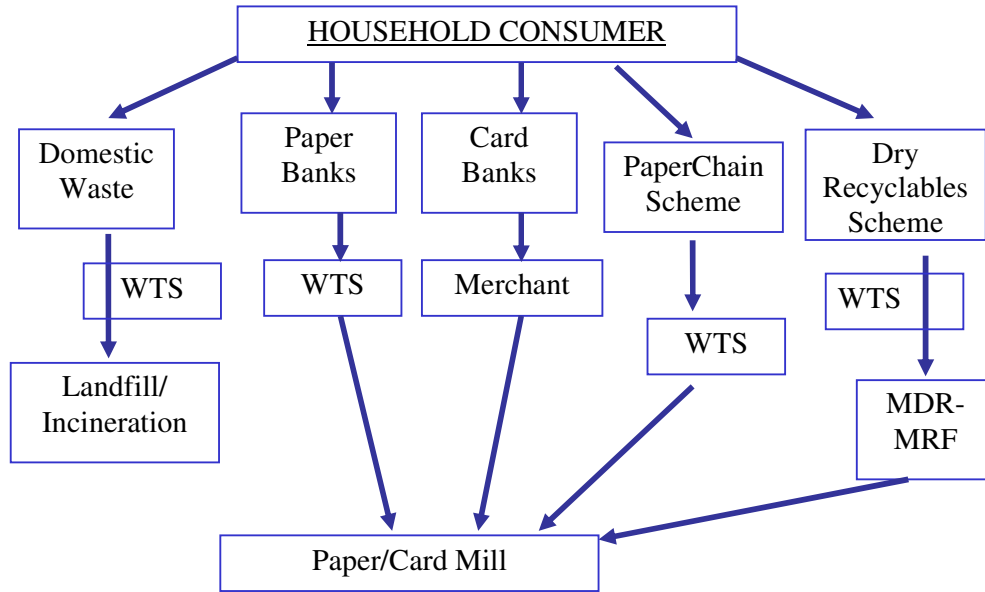 HOUSEHOLD CONSUMER
Domestic
Waste
Paper
Banks
Card
Banks
PaperChain
Scheme
Dry
Recyclables
Scheme
WTS
WTS
Merchant
WTS
WTS
Landfill/
Incineration
MDR-
MRF
Paper/Card Mill